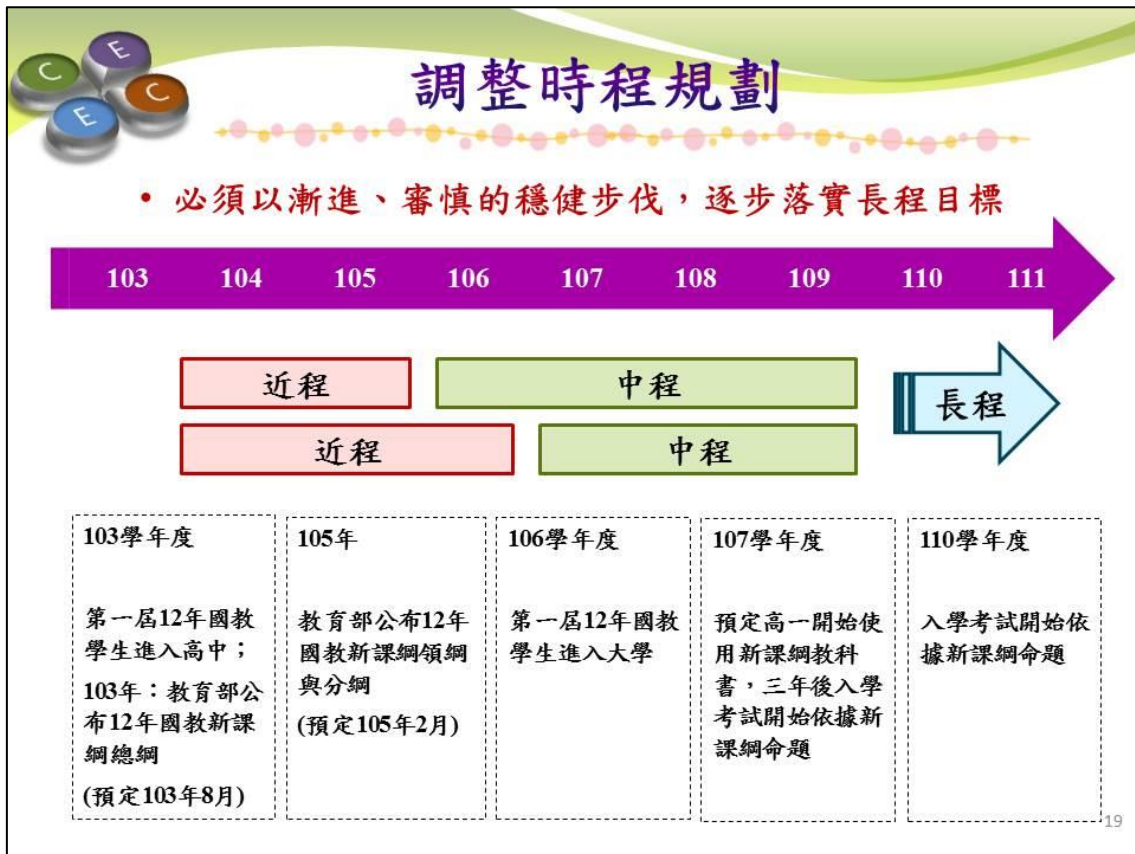 C
E
E
C
調整時程規劃
• 必須以漸進、審慎的穩健步伐，逐步落實長程目標
103 104 105 106 107 108 109 110 111
近程 中程 長程
近程 中程
103學年度
第一屆12年國教
學生進入高中；
103年：教育部公
布12年國教新課
綱總綱
(預定103年8月)
105年
教育部公布12年
國教新課綱領綱
與分綱
(預定105年2月)
106學年度
第一屆12年國教
學生進入大學
107學年度
預定高一開始使
用新課綱教科
書，三年後入學
考試開始依據新
課綱命題
110學年度
入學考試開始依
據新課綱命題
19